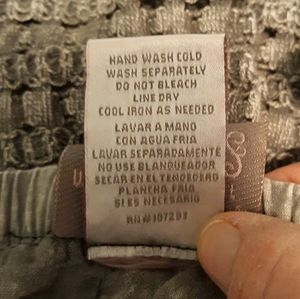 HAND WASH COLD
WASH SEPARATELY
DO NOT BLEACH
LINE DRY
COOL IRON AS NEEDED
LAVAR A MANO
CON AGUA FRIA
LAVAR SEPARADAMENTE
NO USE BLANQUEADOR
SECAR EN EL TENDEDERO
PLANCHA FRIA
SI ES NECESARIO
RN# 107297